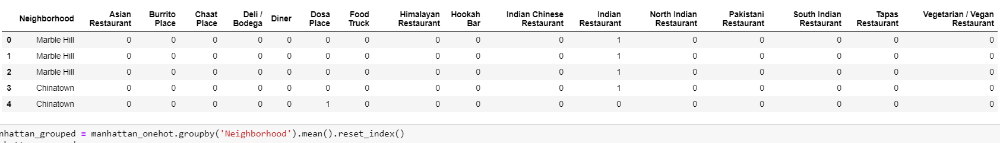 Neighborhood Asian Restaurant Burrito Place Chaat Place Deli / Bodega Diner Dosa Place Food Truck Himalayan Restaurant Hookah Bar Indian Chinese Restaurant Indian Restaurant North Indian Restaurant Pakistani Restaurant South Indian Restaurant Tapas Restaurant Vegetarian / Vegan Restaurant
0 Marble Hill 0 0 0 0 0 0 0 0 0 0 1 0 0 0 0 0
1 Marble Hill 0 0 0 0 0 0 0 0 0 0 1 0 0 0 0 0
2 Marble Hill 0 0 0 0 0 0 0 0 0 0 1 0 0 0 0 0
3 Chinatown 0 0 0 0 0 0 0 0 0 0 1 0 0 0 0 0
4 Chinatown 0 0 0 0 0 1 0 0 0 0 0 0 0 0 0 0
nhattan_grouped = manhattan_onehot.groupby('Neighborhood').mean().reset_index()